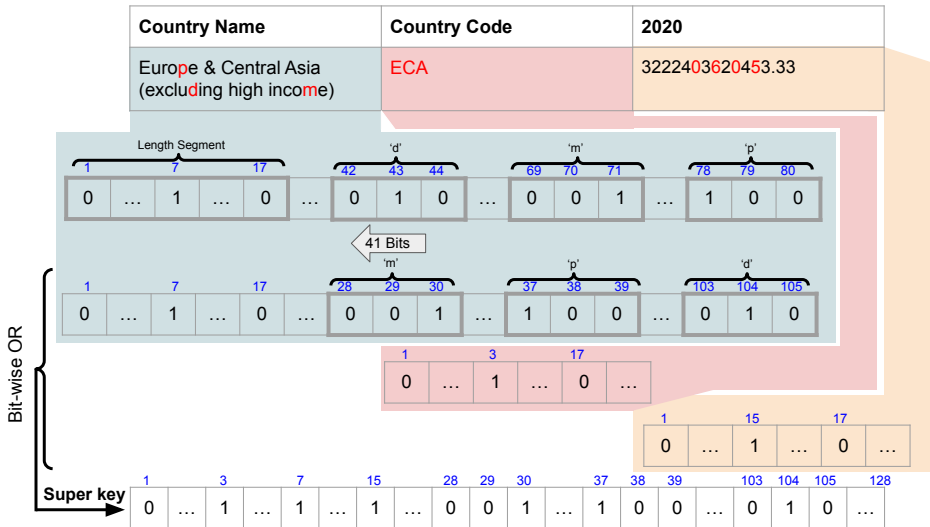 Country Name Country Code 2020
Europe & Central Asia ECA 3222403620453.33
(excluding high income)
Length Segment 'd' 'm' 'p'
1 7 17 42 43 44 69 70 71 78 79 80
0 … 1 … 0 … 0 1 0 … 0 0 1 … 1 0 0
41 Bits
'm' 'p' 'd'
1 7 17 28 29 30 37 38 39 103 104 105
0 … 1 … 0 … 0 0 1 … 1 0 0 … 0 1 0
Bit-wise OR
1 3 17
0 … 1 … 0 …
1 15 17
0 … 1 … 0 …
1 3 7 15 28 29 30 37 38 39 103 104 105 128
Super key 0 … 1 … 1 … 1 … 0 0 1 … 1 0 0 … 0 1 0 …